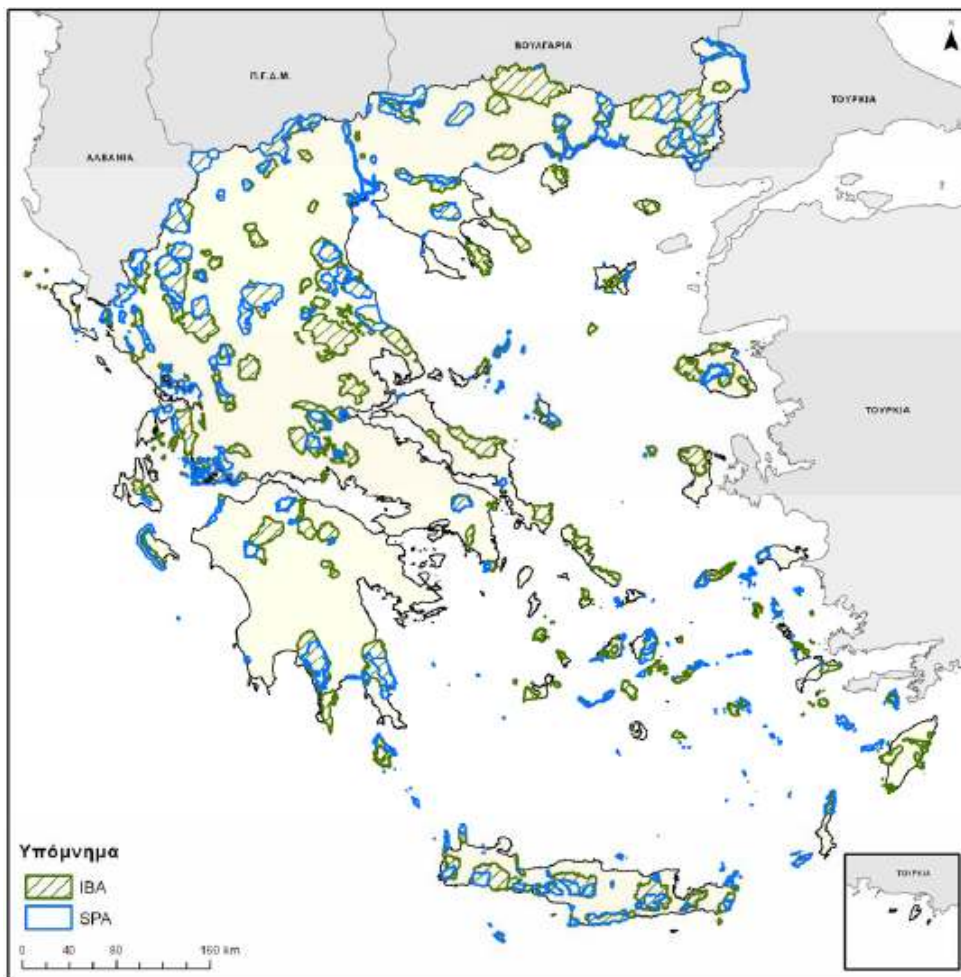 N
ΒΟΥΛΓΑΡΙΑ
Π.Γ.Δ.Μ.
ΤΟΥΡΚΙΑ
ΑΛΒΑΝΙΑ
ΤΟΥΡΚΙΑ
Υπόμνημα
IBA
SPA
0 40 80 160 km
ΤΟΥΡΚΙΑ